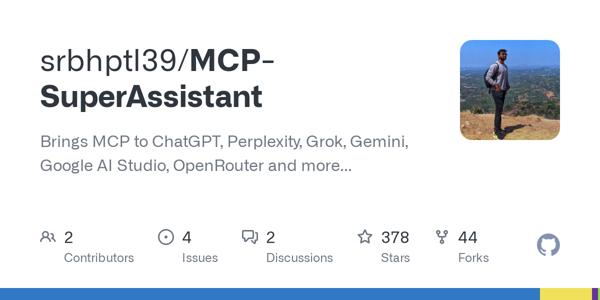 srbhptl39/MCP-
SuperAssistant
Brings MCP to ChatGPT, Perplexity, Grok, Gemini,
Google AI Studio, OpenRouter and more...
2
Contributors
4
Issues
2
Discussions
378
Stars
44
Forks